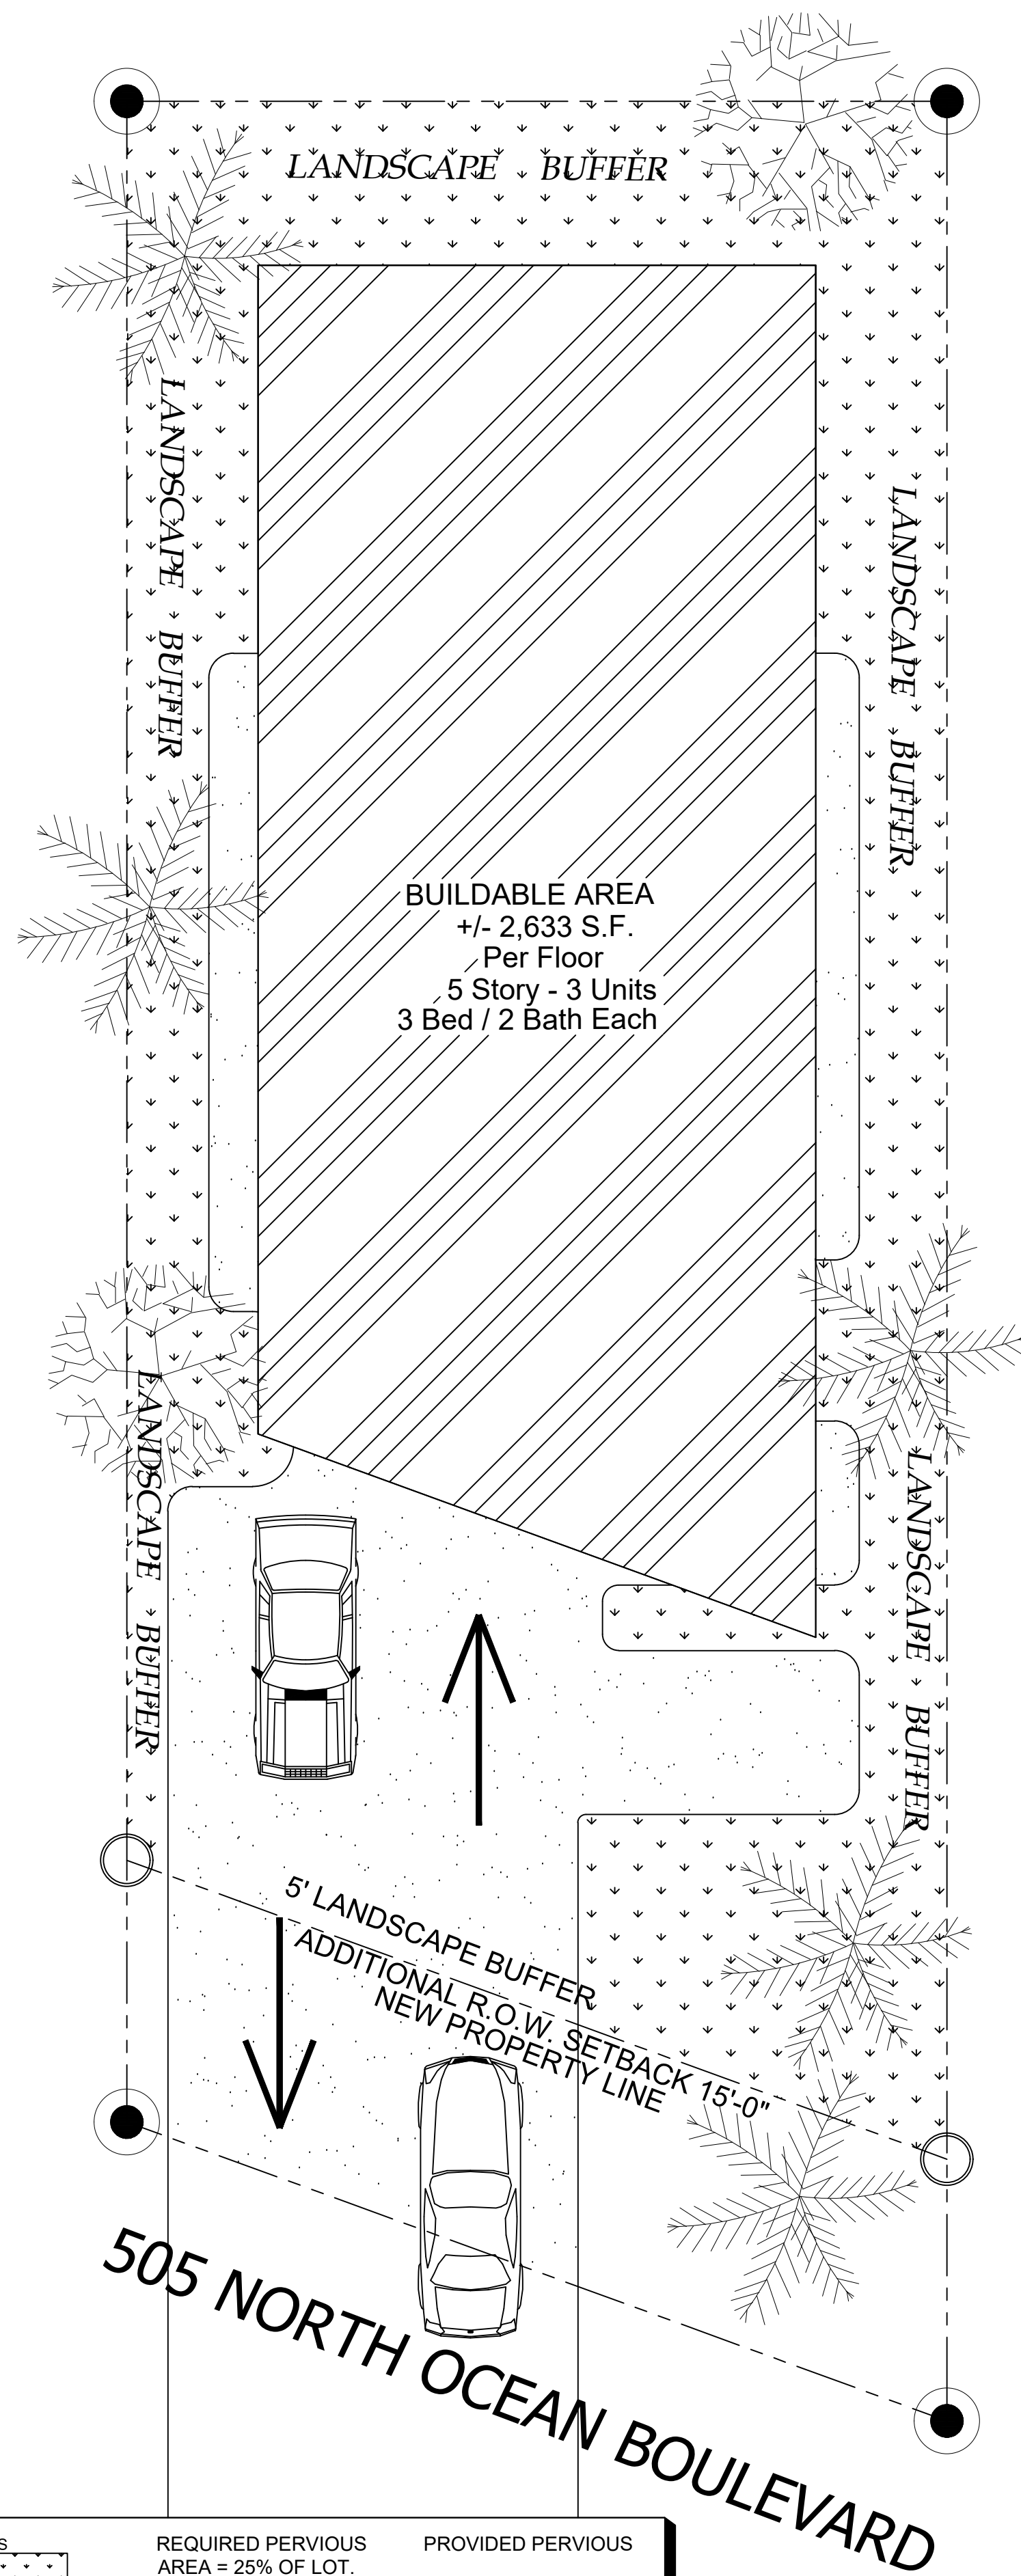 LANDSCAPE BUFFER
LANDSCAPE BUFFER
LANDSCAPE BUFFER
BUILDABLE AREA
+/- 2,633 S.F.
Per Floor
5 Story - 3 Units
3 Bed / 2 Bath Each
LANDSCAPE BUFFER
LANDSCAPE BUFFER
5' LANDSCAPE BUFFER
ADDITIONAL R.O.W. SETBACK 15'-0"
NEW PROPERTY LINE
505 NORTH OCEAN BOULEVARD
S
REQUIRED PERVIOUS
AREA = 25% OF LOT.
PROVIDED PERVIOUS